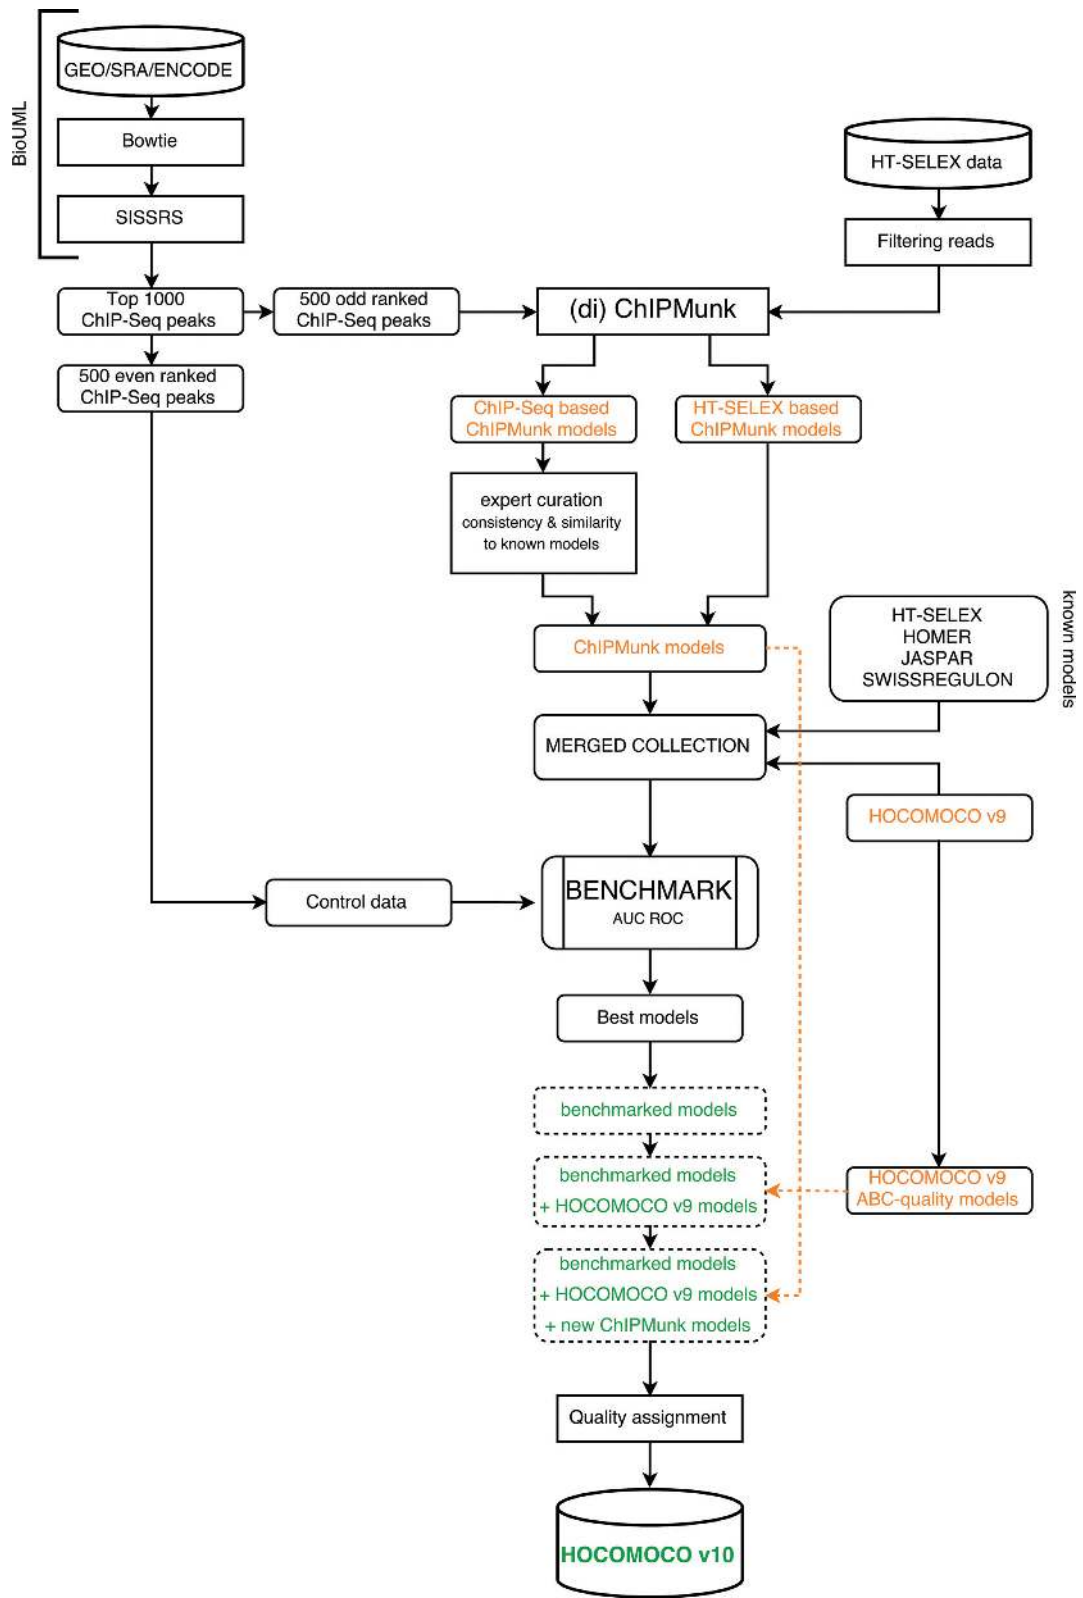 BioUML
GEO/SRA/ENCODE
Bowtie
SISSRS
HT-SELEX data
Filtering reads
Top 1000
ChIP-Seq peaks
500 odd ranked
ChIP-Seq peaks
(di) ChIPMunk
500 even ranked
ChIP-Seq peaks
ChIP-Seq based
ChIPMunk models
HT-SELEX based
ChIPMunk models
expert curation
consistency & similarity
to known models
known models
HT-SELEX
HOMER
JASPAR
SWISSREGULON
ChIPMunk models
MERGED COLLECTION
HOCOMOCO v9
Control data
BENCHMARK
AUC ROC
Best models
benchmarked models
benchmarked models
+ HOCOMOCO v9 models
HOCOMOCO v9
ABC-quality models
benchmarked models
+ HOCOMOCO v9 models
+ new ChIPMunk models
Quality assignment
HOCOMOCO v10